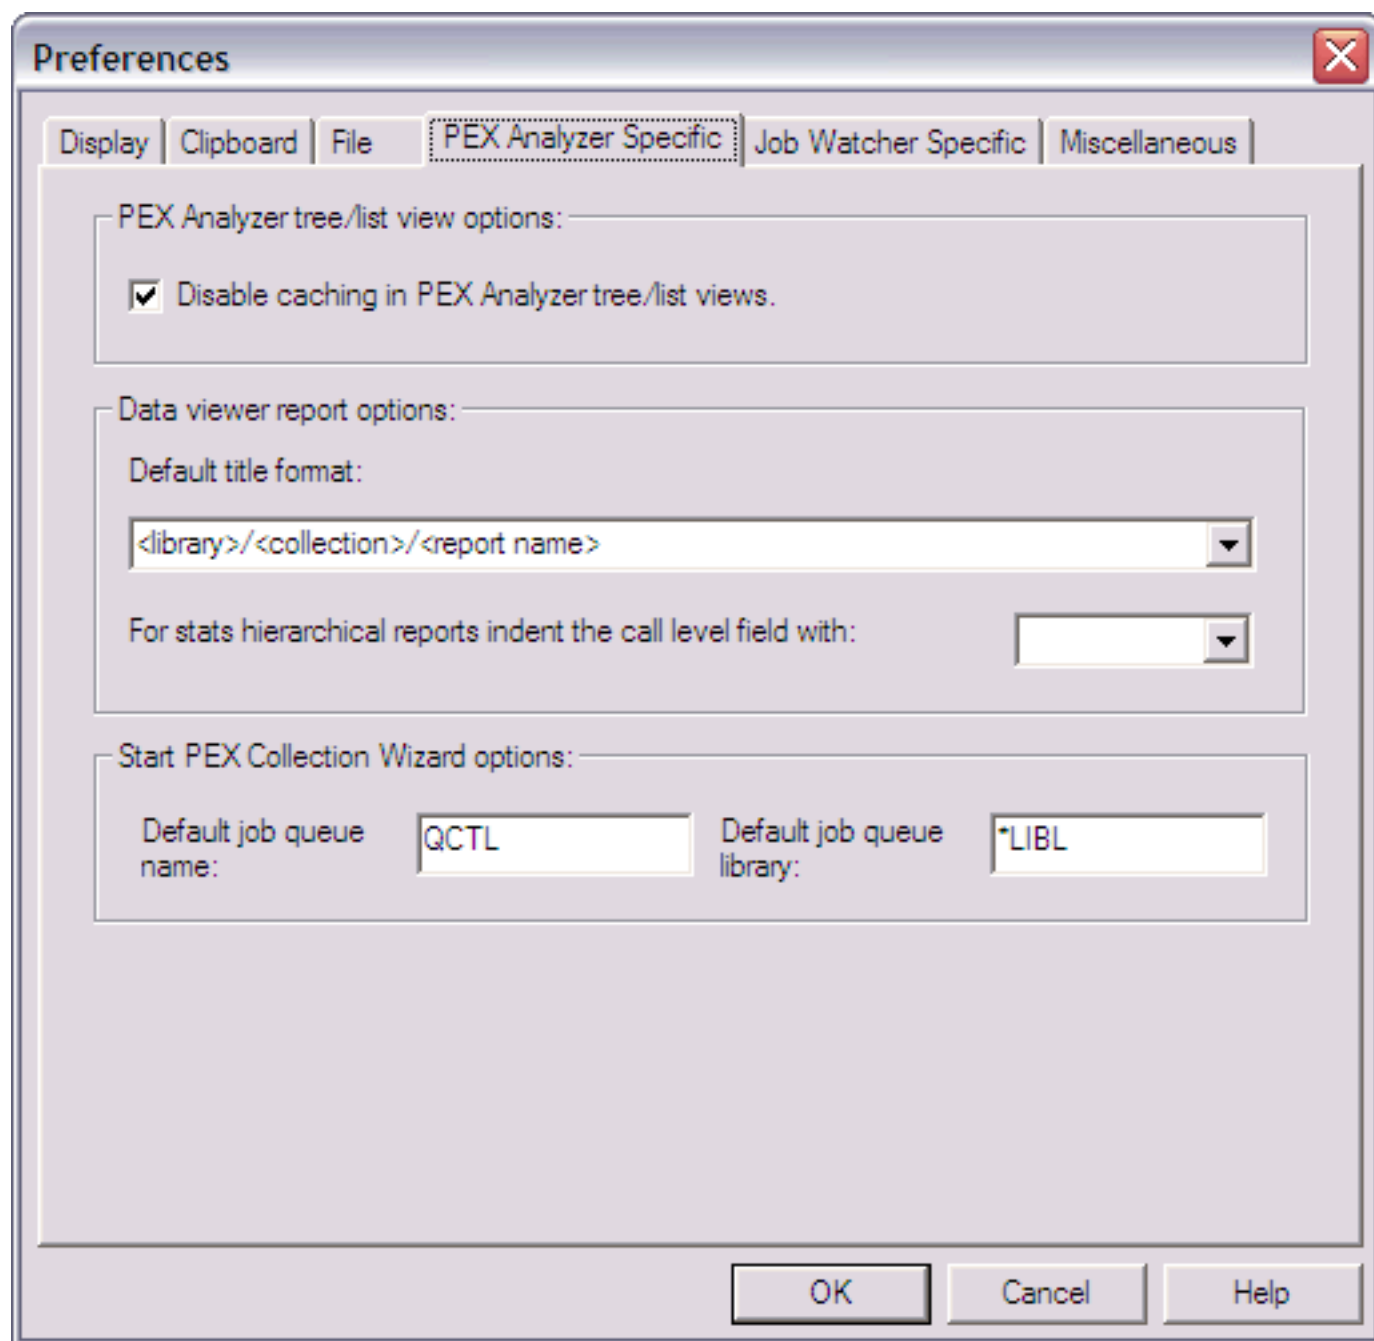 Preferences
Display
Clipboard
File
PEX Analyzer Specific
Job Watcher Specific
Miscellaneous
PEX Analyzer tree/list view options:
Disable caching in PEX Analyzer tree/list views.
Data viewer report options:
Default title format:
<library>/<collection>/<report name>
For stats hierarchical reports indent the call level field with:
Start PEX Collection Wizard options:
Default job queue
name:
QCTL
Default job queue
library:
*LIBL
OK
Cancel
Help